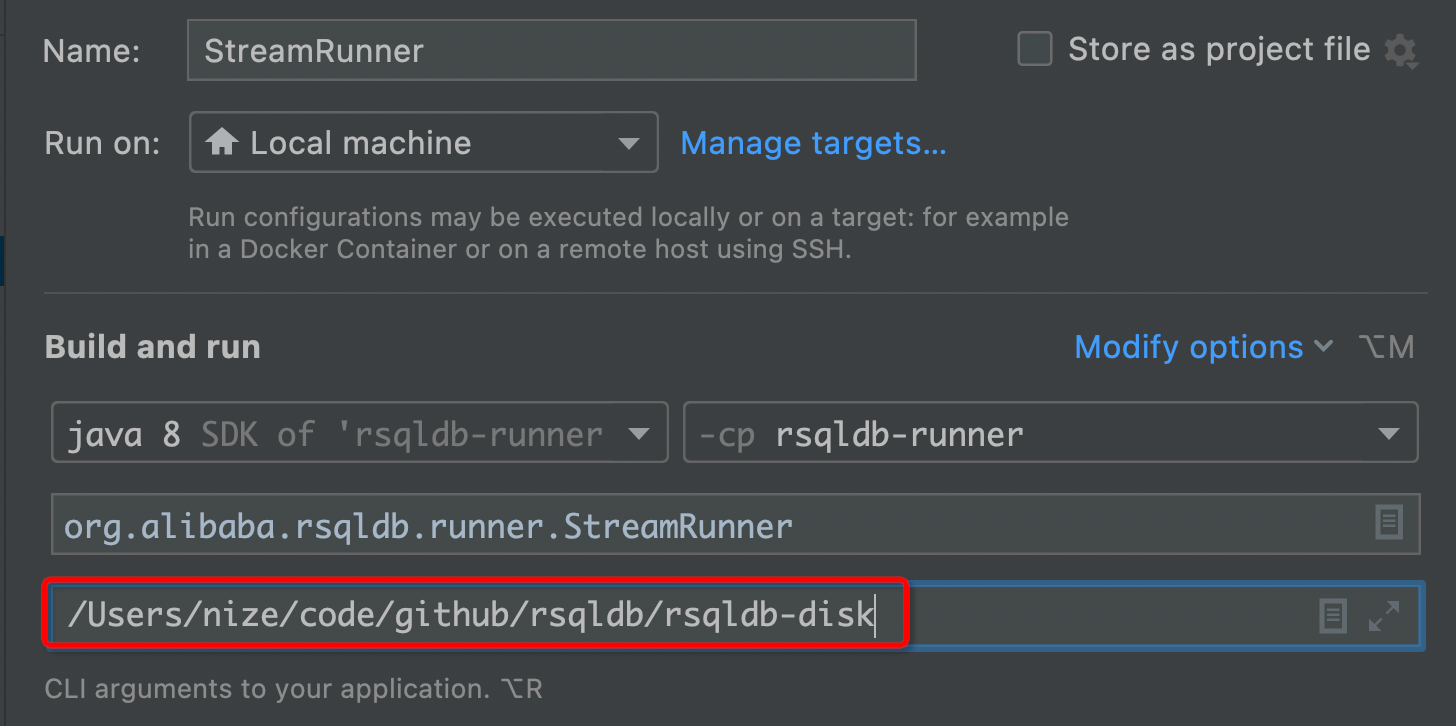 Name: StreamRunner Store as project file
Run on: Local machine Manage targets...
Run configurations may be executed locally or on a target: for example
in a Docker Container or on a remote host using SSH.
Build and run Modify options ⌥M
java 8 SDK of 'rsqldb-runner -cp rsqldb-runner
org.alibaba.rsqldb.runner.StreamRunner
/Users/nize/code/github/rsqldb/rsqldb-disk
CLI arguments to your application. ⌥R